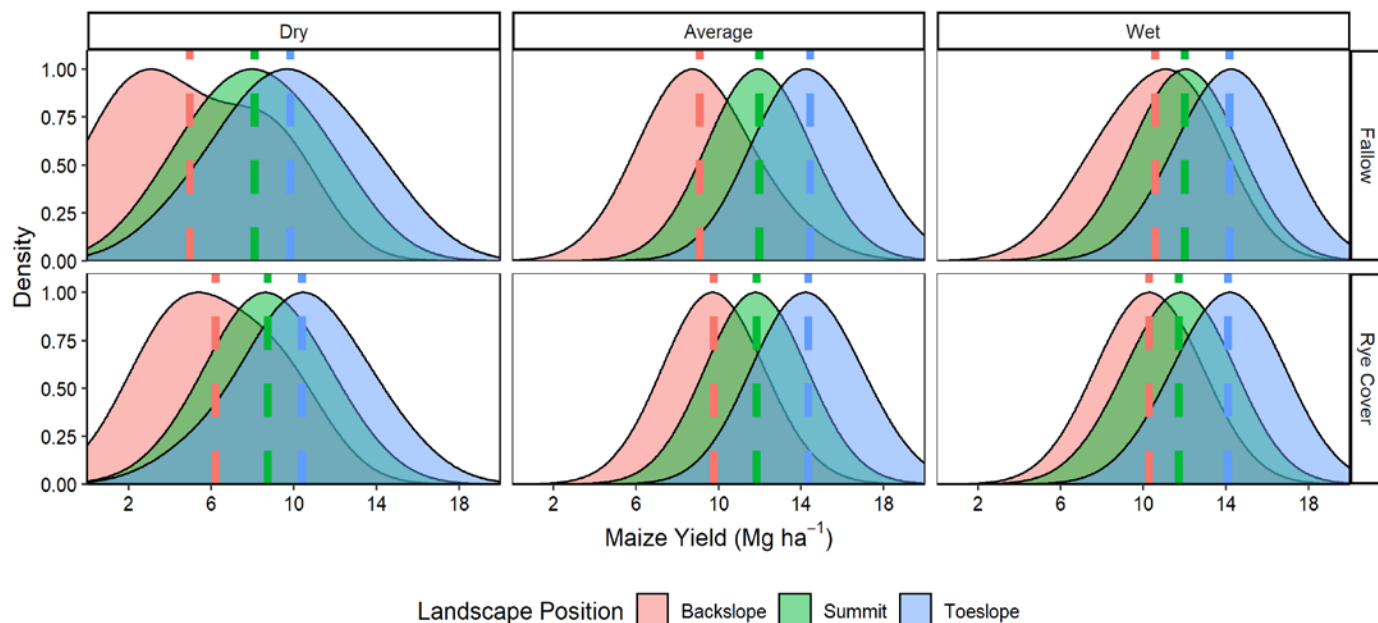 Dry Average Wet
1.00
0.75
0.50
0.25
0.00
Fallow
1.00
0.75
0.50
0.25
0.00
Rye Cover
Density
2 6 10 14 18 2 6 10 14 18 2 6 10 14 18
Maize Yield (Mg ha⁻¹)
Landscape Position Backslope Summit Toeslope